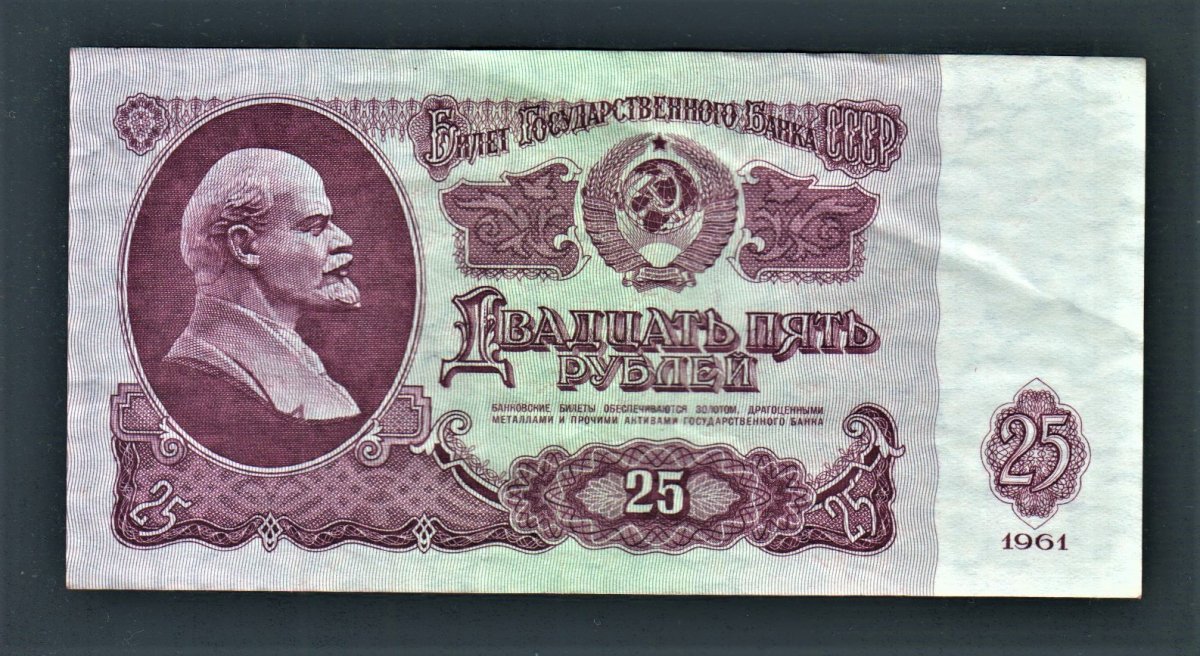 Билет Государственного Банка СССР
Двадцать пять
рублей
БАНКОВСКИЕ БИЛЕТЫ ОБЕСПЕЧИВАЮТСЯ ЗОЛОТОМ, ДРАГОЦЕННЫМИ
МЕТАЛЛАМИ И ПРОЧИМИ АКТИВАМИ ГОСУДАРСТВЕННОГО БАНКА
25
25
25
25
1961